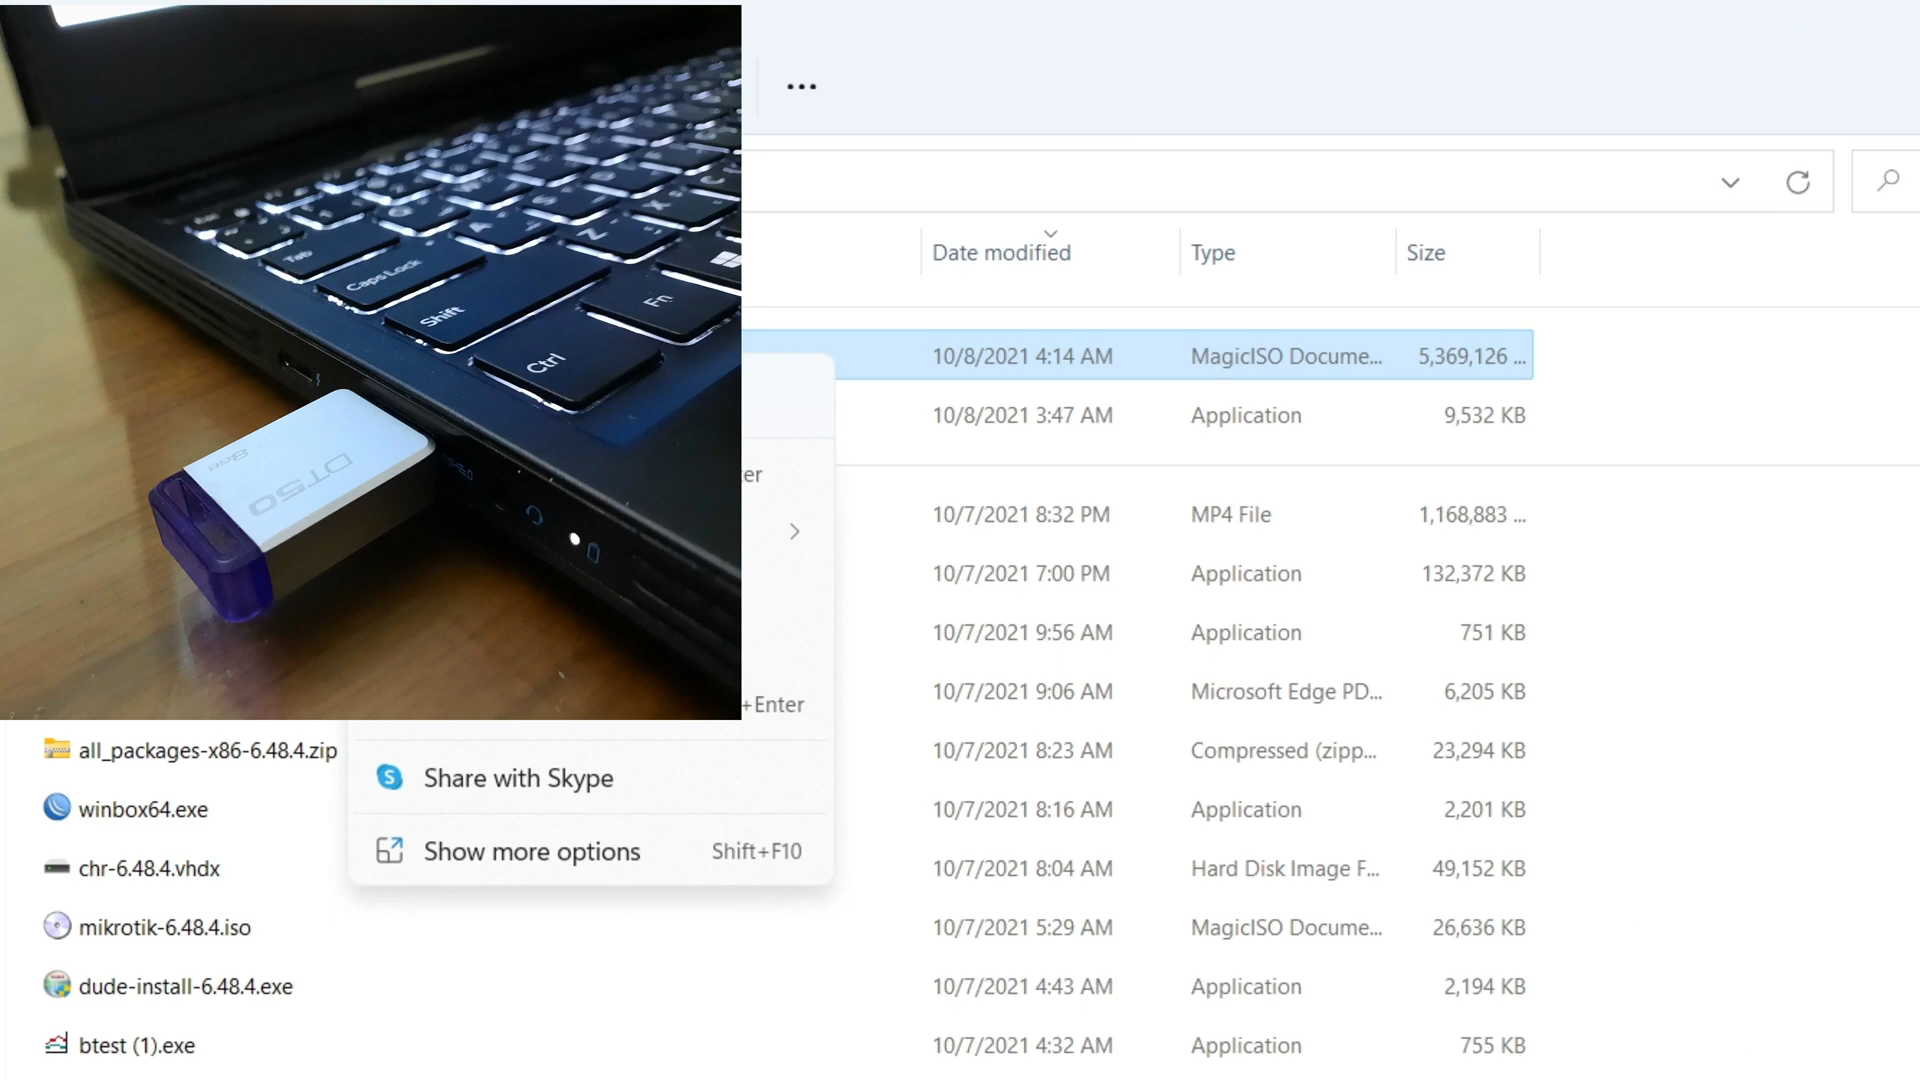 •••
Date modified Type Size
10/8/2021 4:14 AM MagicISO Docume... 5,369,126 ...
10/8/2021 3:47 AM Application 9,532 KB
er
10/7/2021 8:32 PM MP4 File 1,168,883 ...
10/7/2021 7:00 PM Application 132,372 KB
10/7/2021 9:56 AM Application 751 KB
10/7/2021 9:06 AM Microsoft Edge PD... 6,205 KB
+Enter
all_packages-x86-6.48.4.zip 10/7/2021 8:23 AM Compressed (zipp... 23,294 KB
Share with Skype
winbox64.exe 10/7/2021 8:16 AM Application 2,201 KB
Show more options Shift+F10
chr-6.48.4.vhdx 10/7/2021 8:04 AM Hard Disk Image F... 49,152 KB
mikrotik-6.48.4.iso 10/7/2021 5:29 AM MagicISO Docume... 26,636 KB
dude-install-6.48.4.exe 10/7/2021 4:43 AM Application 2,194 KB
btest (1).exe 10/7/2021 4:32 AM Application 755 KB
Tab
Caps Lock
Shift
Fn
Ctrl
Z
X
A
8GB
DT50